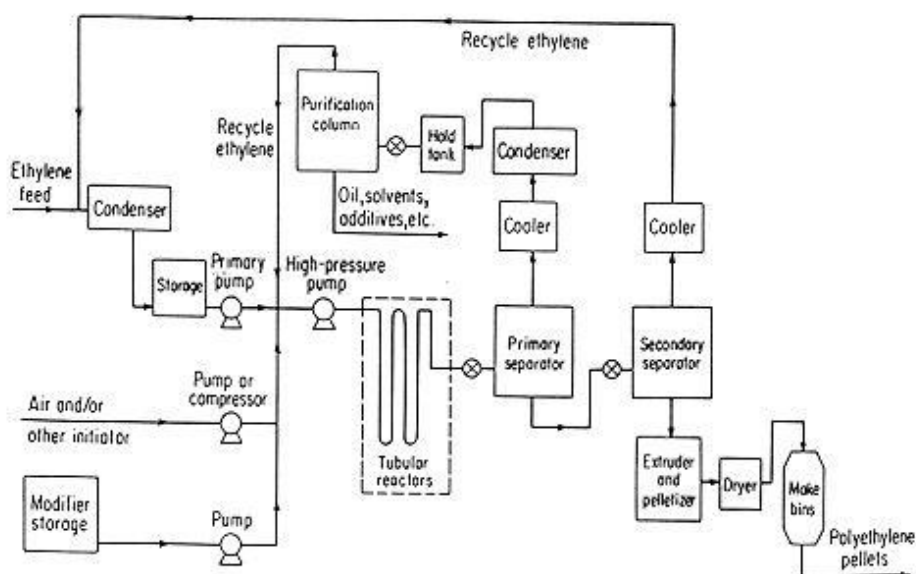 Recycle ethylene
Purification
column
Recycle
ethylene
Hold
tank
Condenser
Ethylene
feed
Condenser
Oil, solvents,
additives, etc.
Cooler
Cooler
Storage
Primary
pump
High-pressure
pump
Primary
separator
Secondary
separator
Pump or
compressor
Air and/or
other initiator
Tubular
reactors
Extruder
and
pelletizer
Dryer
Make
bins
Modifier
storage
Pump
Polyethylene
pellets